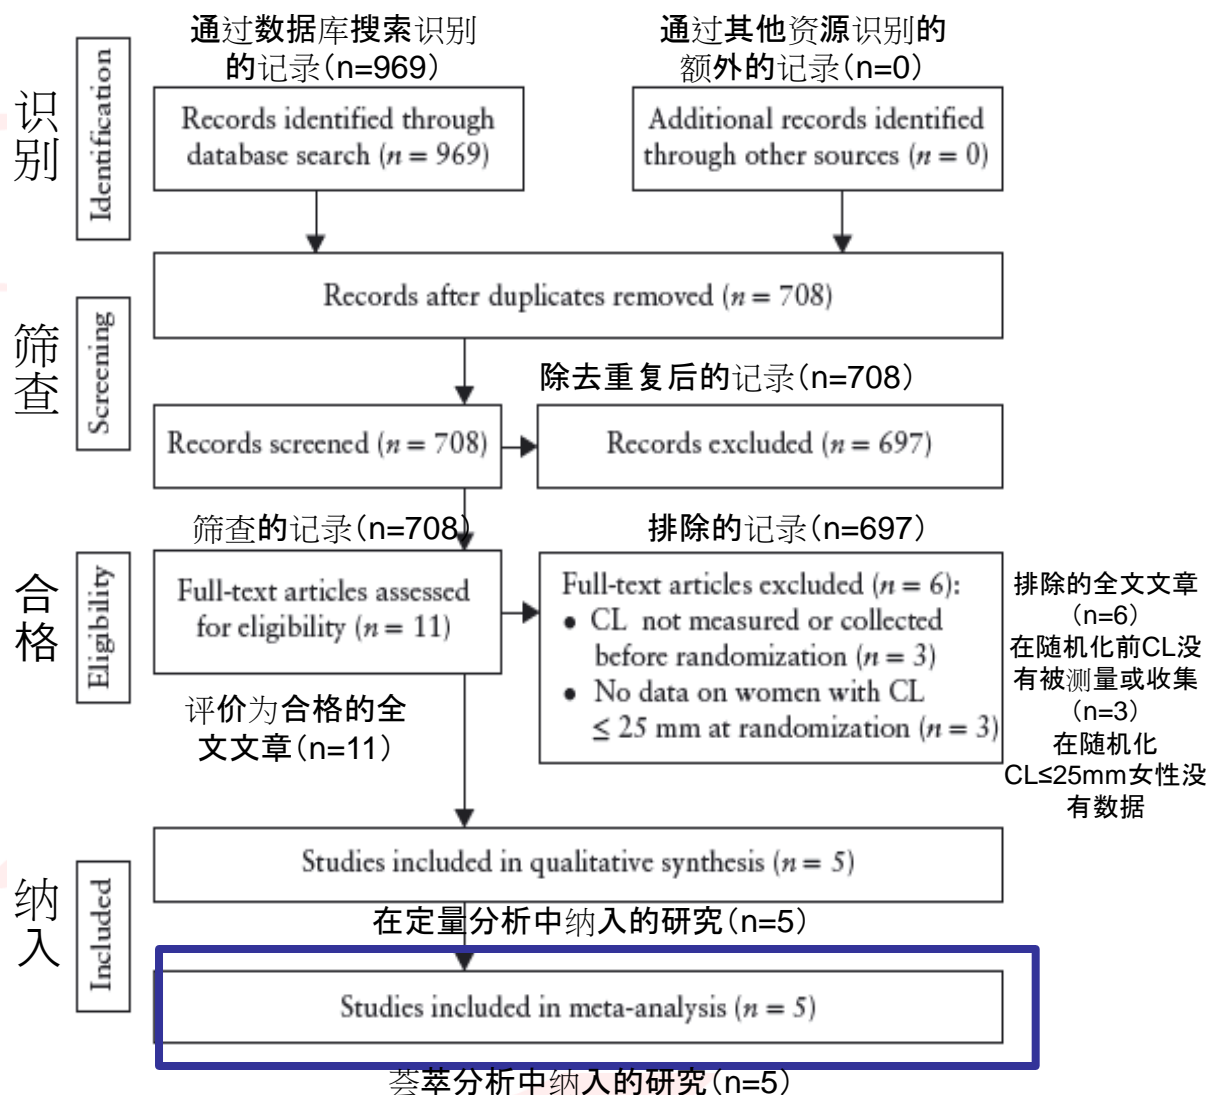 通过数据库搜索识别
的记录(n=969)
通过其他资源识别的
额外的记录(n=0)
识
别
Identification
Records identified through
database search (n = 969)
Additional records identified
through other sources (n = 0)
Records after duplicates removed (n = 708)
筛
查
Screening
除去重复后的记录(n=708)
Records screened (n = 708)
Records excluded (n = 697)
筛查的记录(n=708)
排除的记录(n=697)
合
格
Eligibility
Full-text articles assessed
for eligibility (n = 11)
Full-text articles excluded (n = 6):
• CL not measured or collected
before randomization (n = 3)
• No data on women with CL
≤ 25 mm at randomization (n = 3)
排除的全文文章
(n=6)
在随机化前CL没
有被测量或收集
(n=3)
在随机化
CL≤25mm女性没
有数据
评价为合格的全
文文章(n=11)
纳
入
Included
Studies included in qualitative synthesis (n = 5)
在定量分析中纳入的研究(n=5)
Studies included in meta-analysis (n = 5)
荟萃分析中纳入的研究(n=5)